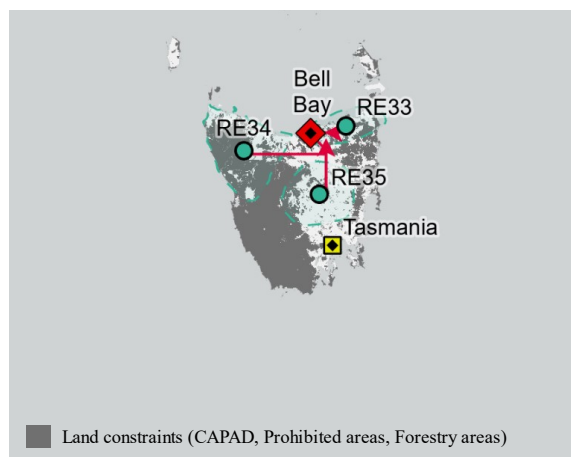 Bell
Bay
RE33
RE34
RE35
Tasmania
Land constraints (CAPAD, Prohibited areas, Forestry areas)